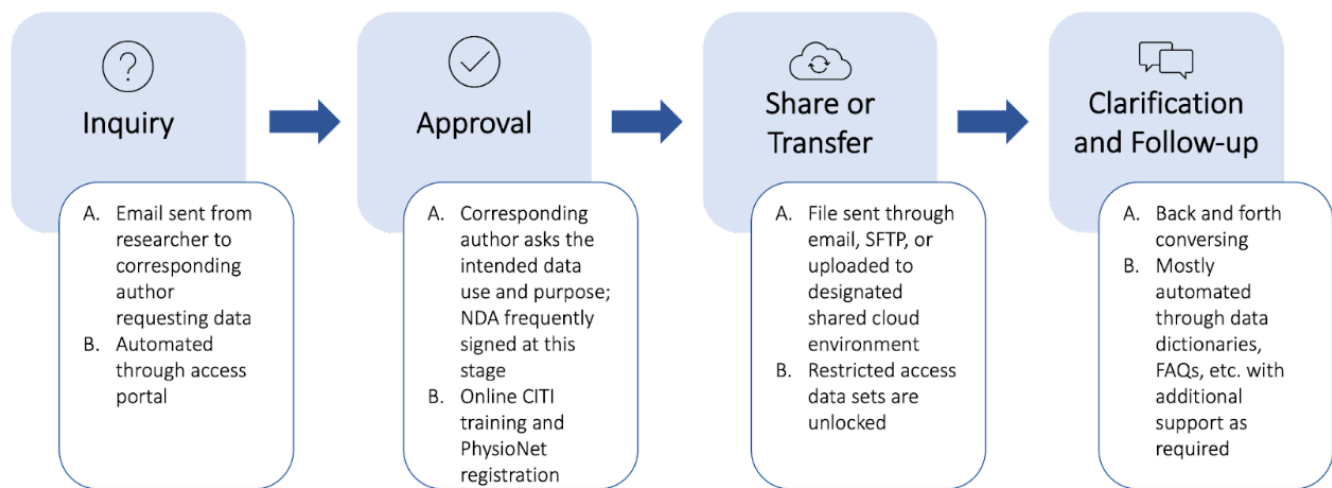 ?
Inquiry
A. Email sent from
researcher to
corresponding
author
requesting data
B. Automated
through access
portal
Approval
A. Corresponding
author asks the
intended data
use and purpose;
NDA frequently
signed at this
stage
B. Online CITI
training and
PhysioNet
registration
Share or
Transfer
A. File sent through
email, SFTP, or
uploaded to
designated
shared cloud
environment
B. Restricted access
data sets are
unlocked
Clarification
and Follow-up
A. Back and forth
conversing
B. Mostly
automated
through data
dictionaries,
FAQs, etc. with
additional
support as
required